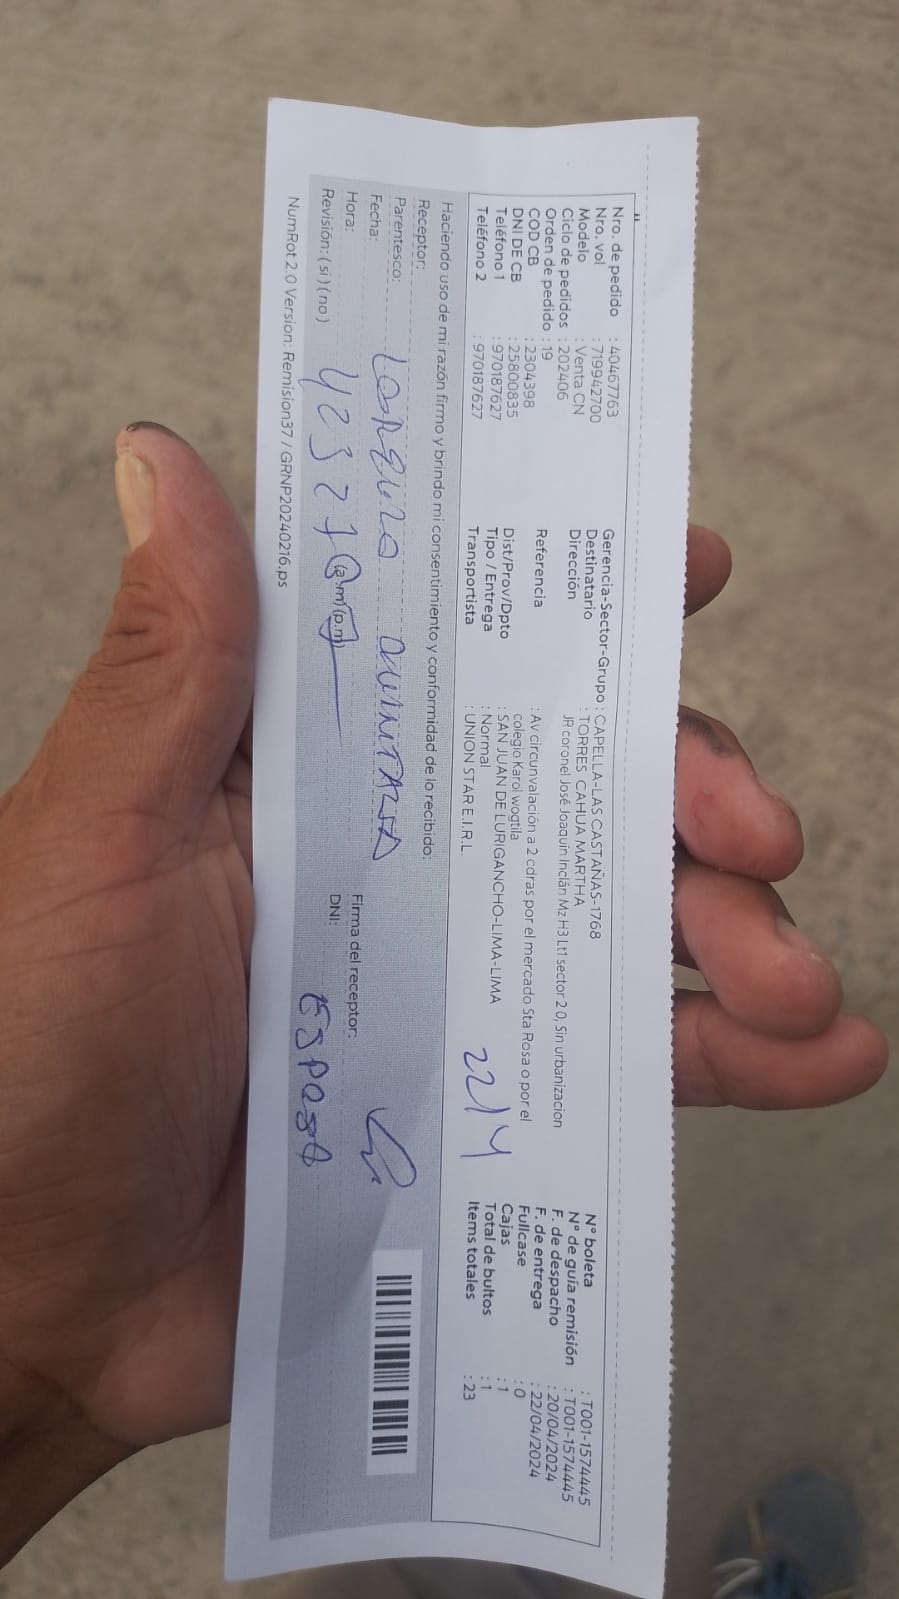 Nro. de pedido : 40467763
Nro. vol : 719942700
Modelo : Venta CN
Ciclo de pedidos : 202406
Orden de pedido : 19
COD CB : 2304398
DNI DE CB : 25800835
Teléfono 1 : 970187627
Teléfono 2 : 970187627
Gerencia-Sector-Grupo : CAPELLA-LAS CASTAÑAS-1768
Destinatario : TORRES CAHUA MARTHA
Dirección : JR coronel José Joaquin Inclán Mz H3 Lt1 sector 2 0, Sin urbanizacion
Referencia : Av circunvalación a 2 cdras por el mercado Sta Rosa o por el
colegio Karol wogtila
Dist/Prov/Dpto : SAN JUAN DE LURIGANCHO-LIMA-LIMA
Tipo / Entrega : Normal
Transportista : UNION STAR E.I.R.L.
22/4
N° boleta : T001-1574445
N° de guía remisión : T001-1574445
F. de despacho : 20/04/2024
F. de entrega : 22/04/2024
Fullcase : 0
Cajas : 1
Total de bultos : 1
Items totales : 23
Haciendo uso de mi razón firmo y brindo mi consentimiento y conformidad de lo recibido:
Receptor:
Parentesco:
Fecha:
Hora: (a.m)(p.m)
Revisión: (si) (no)
Firma del receptor:
DNI:
NumRot 2.0 Version: Remision37 / GRNP20240216.ps